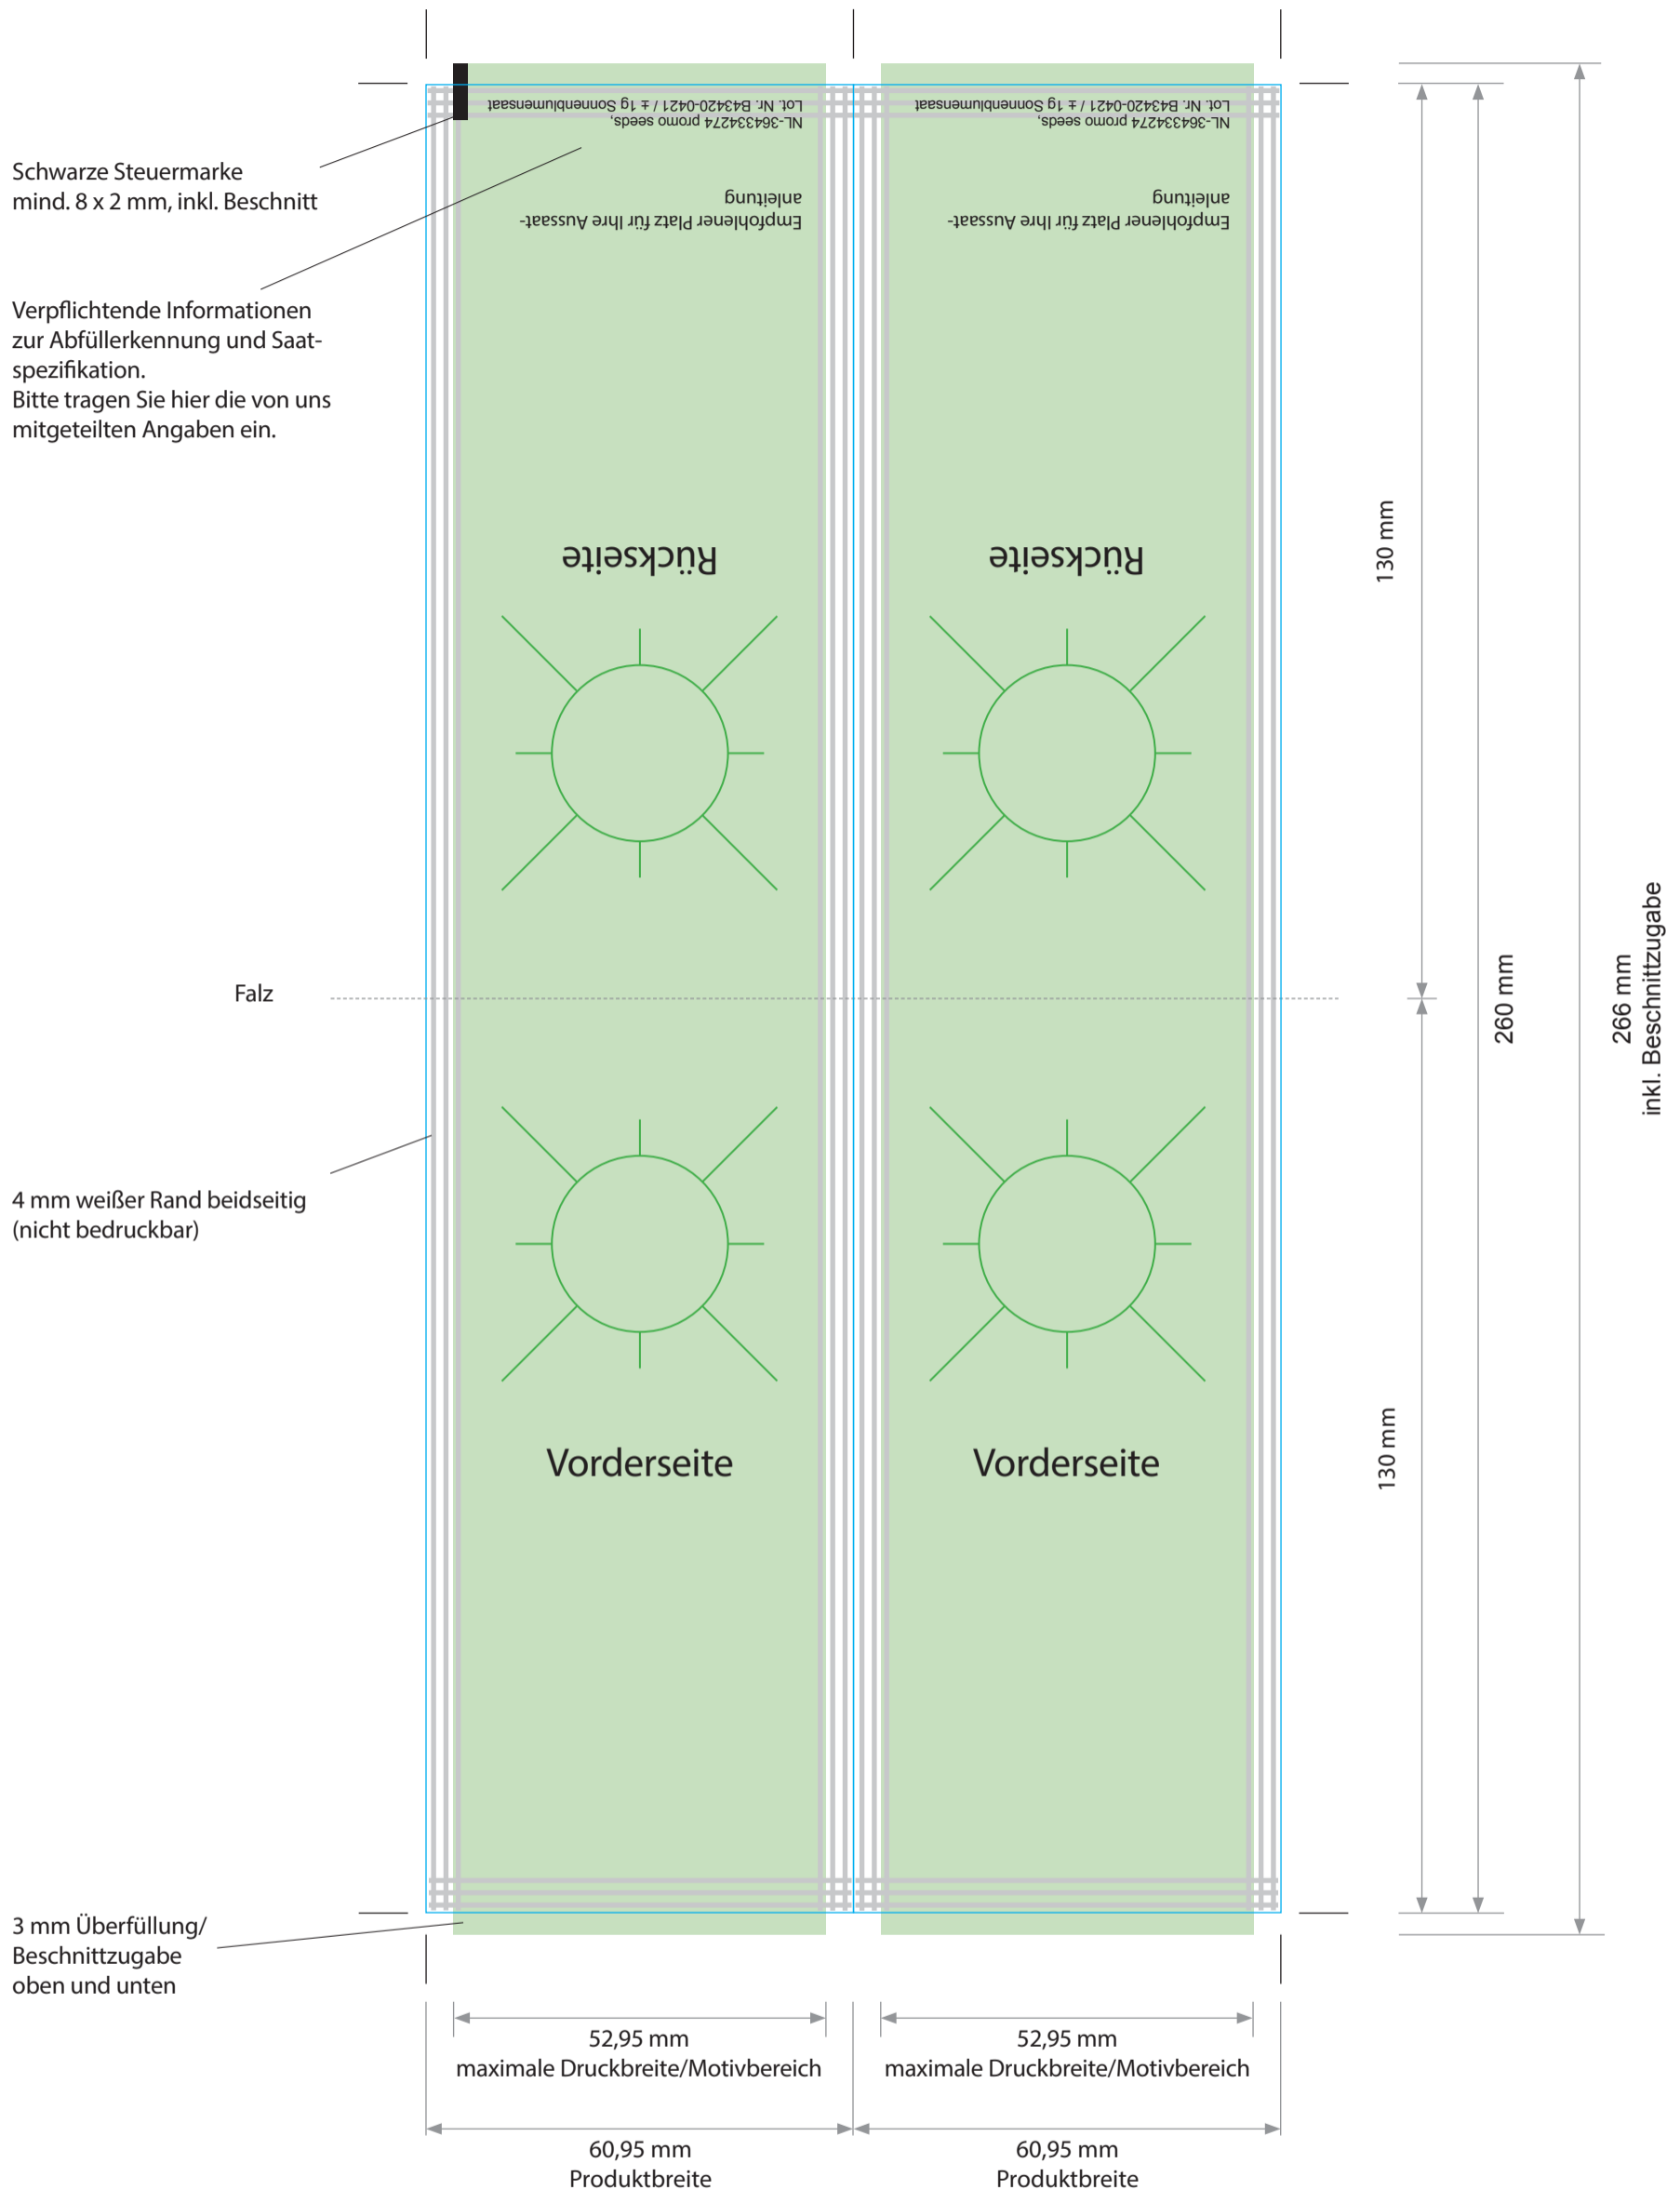 Lot. Nr. B43420-0421 / ± 1g Sonnenblumensaat
NL-364334274 promo seeds,
Lot. Nr. B43420-0421 / ± 1g Sonnenblumensaat
NL-364334274 promo seeds,
Schwarze Steuermarke
mind. 8 x 2 mm, inkl. Beschnitt
Empfohlener Platz für Ihre Aussaat-
anleitung
Empfohlener Platz für Ihre Aussaat-
anleitung
Verpflichtende Informationen
zur Abfüllerkennung und Saat-
spezifikation.
Bitte tragen Sie hier die von uns
mitgeteilten Angaben ein.
Rückseite
Rückseite
130 mm
Falz
260 mm
266 mm
inkl. Beschnittzugabe
4 mm weißer Rand beidseitig
(nicht bedruckbar)
Vorderseite
Vorderseite
130 mm
3 mm Überfüllung/
Beschnittzugabe
oben und unten
52,95 mm
maximale Druckbreite/Motivbereich
52,95 mm
maximale Druckbreite/Motivbereich
60,95 mm
Produktbreite
60,95 mm
Produktbreite